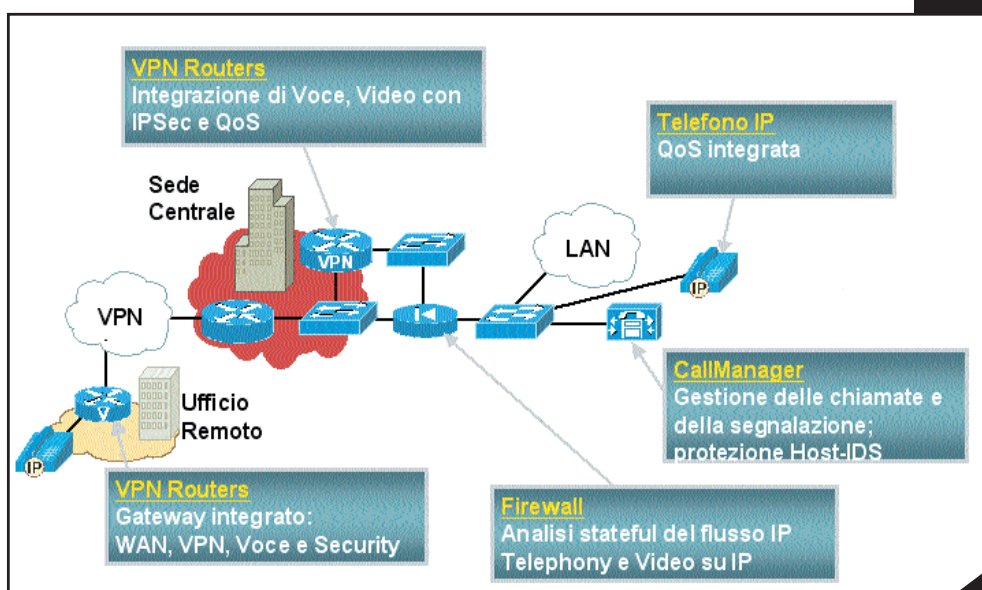 VPN Routers
Integrazione di Voce, Video con
IPSec e QoS
Telefono IP
QoS integrata
Sede
Centrale
LAN
VPN
IP
VPN
CallManager
Gestione delle chiamate e
della segnalazione;
protezione Host-IDS
V
Ufficio
Remoto
IP
VPN Routers
Gateway integrato:
WAN, VPN, Voce e Security
Firewall
Analisi stateful del flusso IP
Telephony e Video su IP